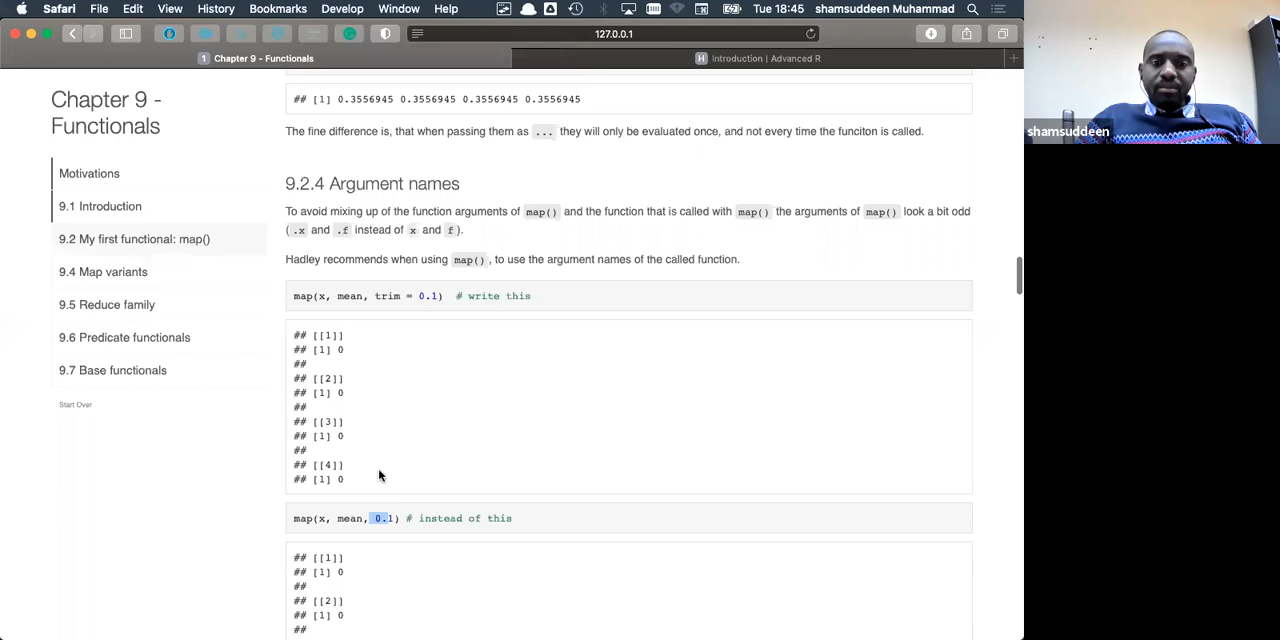 Safari File Edit View History Bookmarks Develop Window Help Tue 18:45 shamsuddeen Muhammad
127.0.0.1
1 Chapter 9 - Functionals
H Introduction | Advanced R
Chapter 9 -
Functionals
Motivations
9.1 Introduction
9.2 My first functional: map()
9.4 Map variants
9.5 Reduce family
9.6 Predicate functionals
9.7 Base functionals
Start Over
## [1] 0.3556945 0.3556945 0.3556945 0.3556945
The fine difference is, that when passing them as ... they will only be evaluated once, and not every time the funciton is called.
9.2.4 Argument names
To avoid mixing up of the function arguments of map() and the function that is called with map() the arguments of map() look a bit odd
(.x and .f instead of x and f).
Hadley recommends when using map(), to use the argument names of the called function.
map(x, mean, trim = 0.1) # write this
## [[1]]
## [1] 0
##
## [[2]]
## [1] 0
##
## [[3]]
## [1] 0
##
## [[4]]
## [1] 0
map(x, mean, 0.1) # instead of this
## [[1]]
## [1] 0
##
## [[2]]
## [1] 0
##
shamsuddeen